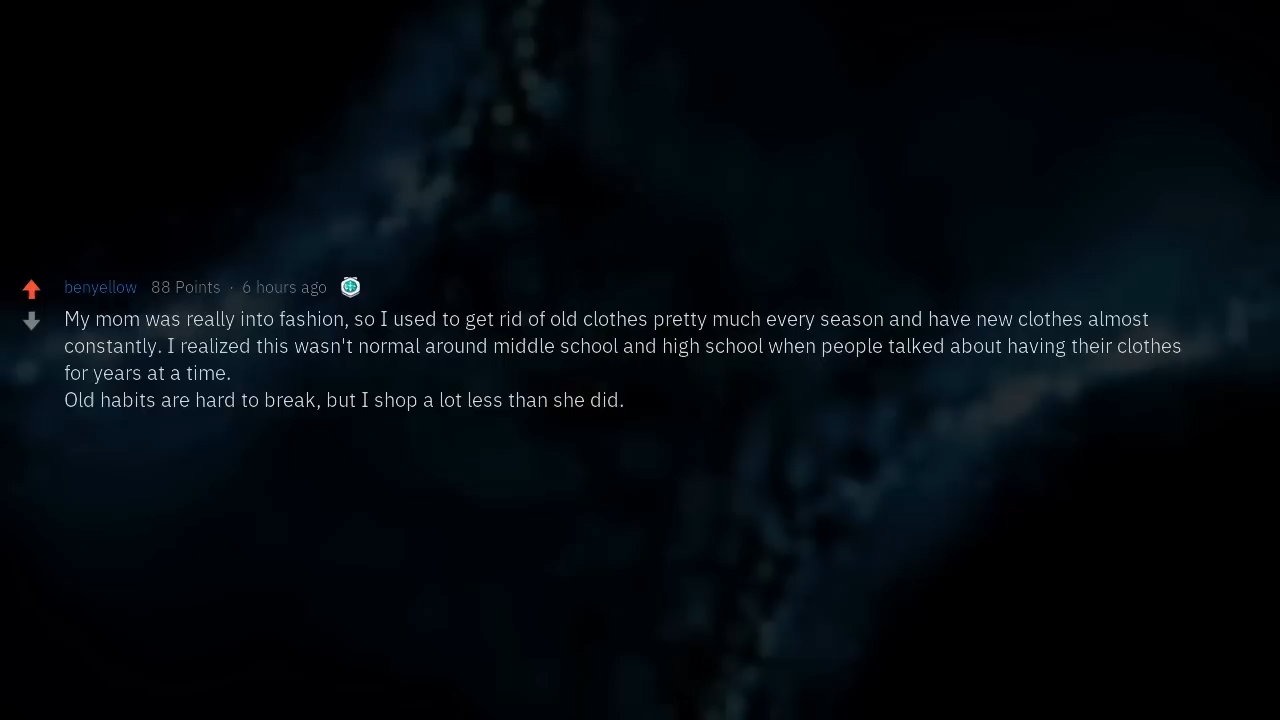 benyellow 88 Points · 6 hours ago
My mom was really into fashion, so I used to get rid of old clothes pretty much every season and have new clothes almost
constantly. I realized this wasn't normal around middle school and high school when people talked about having their clothes
for years at a time.
Old habits are hard to break, but I shop a lot less than she did.